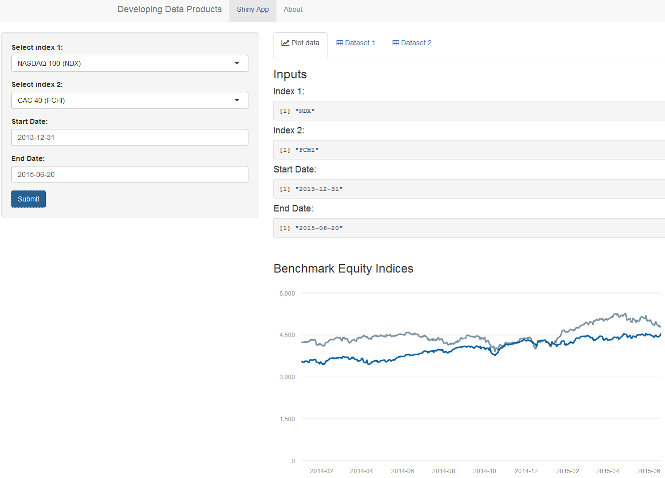 Developing Data Products Shiny App About
Select index 1:
NASDAQ 100 (NDX)
Select index 2:
CAC 40 (FCHI)
Start Date:
2013-12-31
End Date:
2015-06-20
Submit
Plot data Dataset 1 Dataset 2
Inputs
Index 1:
[1] "NDX"
Index 2:
[1] "FCHI"
Start Date:
[1] "2013-12-31"
End Date:
[1] "2015-06-20"
Benchmark Equity Indices
6,000
4,500
3,000
1,500
0
2014-02 2014-04 2014-06 2014-08 2014-10 2014-12 2015-02 2015-04 2015-06